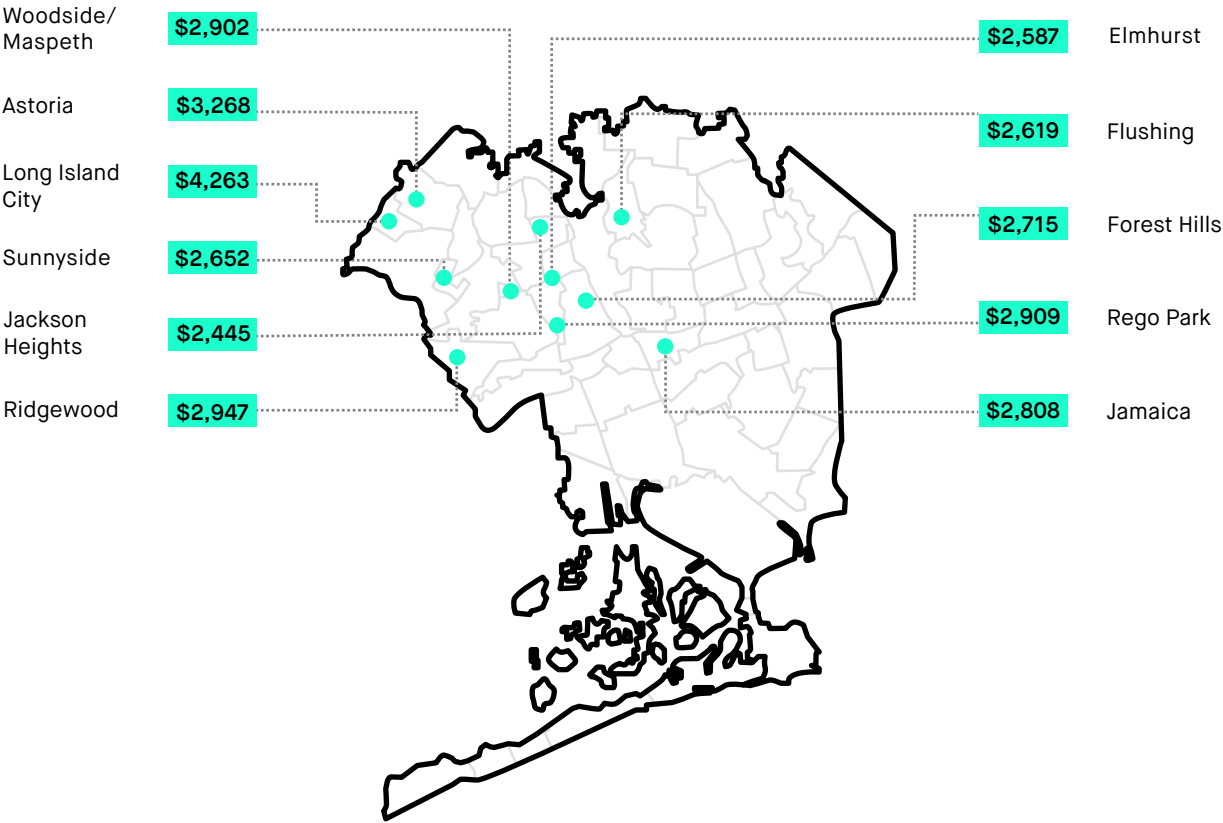 Woodside/
Maspeth
$2,902
Astoria
$3,268
Long Island
City
$4,263
Sunnyside
$2,652
Jackson
Heights
$2,445
Ridgewood
$2,947
$2,587
Elmhurst
$2,619
Flushing
$2,715
Forest Hills
$2,909
Rego Park
$2,808
Jamaica